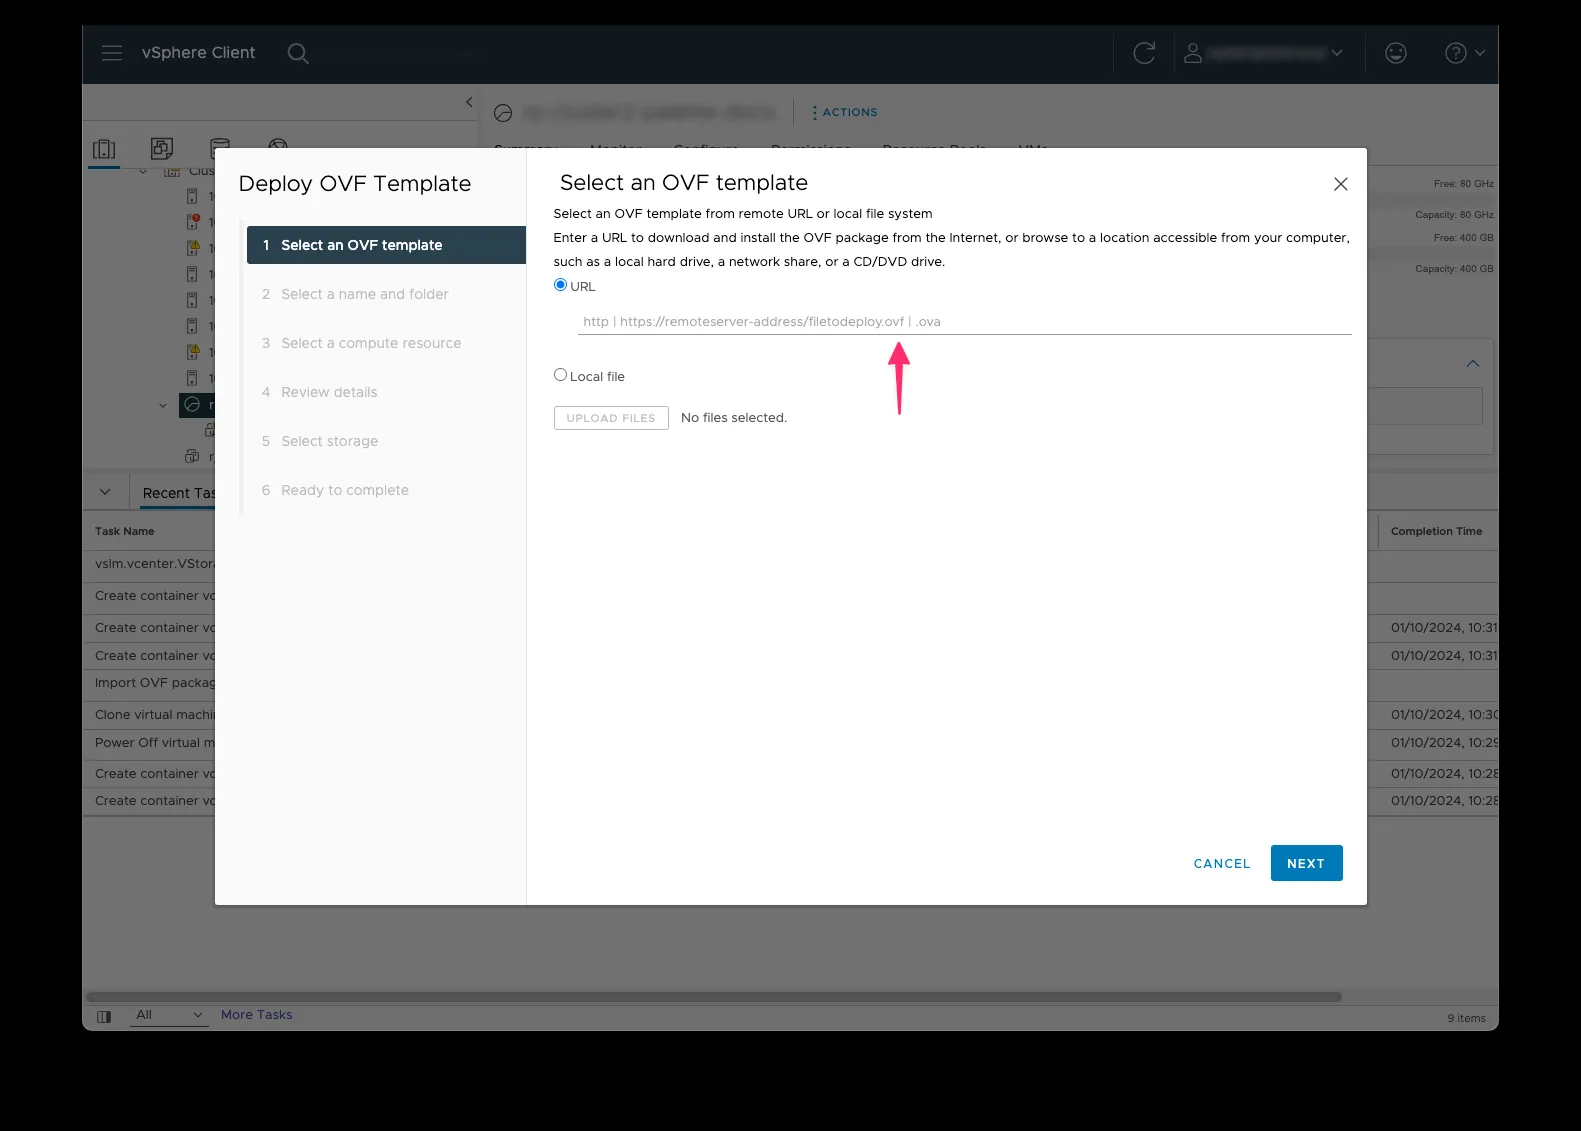 vSphere Client
ACTIONS
Summary Monitor Configure Permissions Resource Pools VMs
Free: 80 GHz
Capacity: 80 GHz
Free: 400 GB
Capacity: 400 GB
Deploy OVF Template
1 Select an OVF template
2 Select a name and folder
3 Select a compute resource
4 Review details
5 Select storage
6 Ready to complete
Select an OVF template
Select an OVF template from remote URL or local file system
Enter a URL to download and install the OVF package from the Internet, or browse to a location accessible from your computer,
such as a local hard drive, a network share, or a CD/DVD drive.
URL
http | https://remoteserver-address/filetodeploy.ovf | .ova
Local file
UPLOAD FILES No files selected.
CANCEL NEXT
Recent Tas
Task Name Completion Time
vslm.vcenter.VStora
Create container vo
Create container vo 01/10/2024, 10:31
Create container vo 01/10/2024, 10:31
Import OVF packag
Clone virtual machi 01/10/2024, 10:30
Power Off virtual m 01/10/2024, 10:29
Create container vo 01/10/2024, 10:28
Create container vo 01/10/2024, 10:28
All More Tasks
9 items